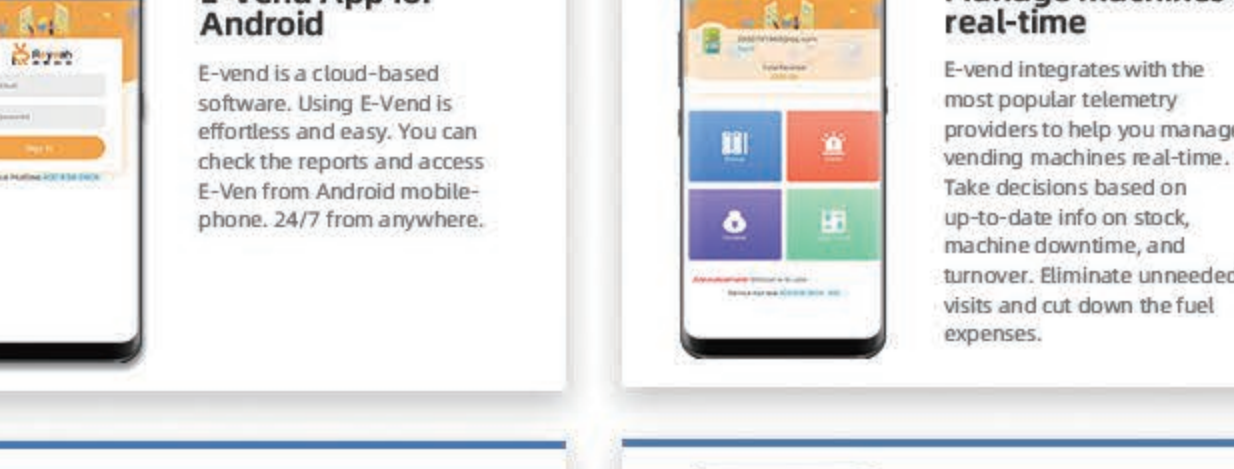 E-Vend App for
Android
E-vend is a cloud-based
software. Using E-Vend is
effortless and easy. You can
check the reports and access
E-Ven from Android mobile-
phone. 24/7 from anywhere.
Manage machines
real-time
E-vend integrates with the
most popular telemetry
providers to help you manage
vending machines real-time.
Take decisions based on
up-to-date info on stock,
machine downtime, and
turnover. Eliminate unneeded
visits and cut down the fuel
expenses.
Sign In